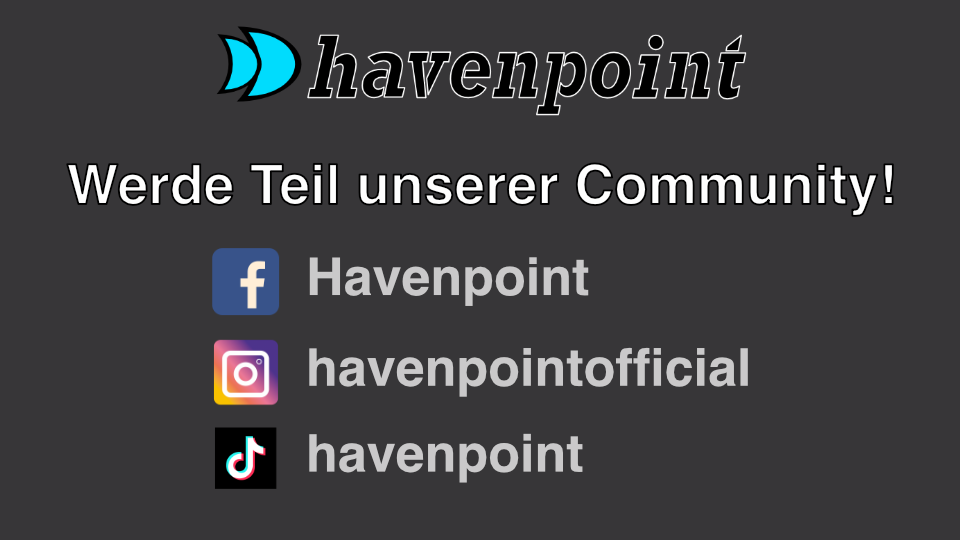 havenpoint
Werde Teil unserer Community!
Havenpoint
havenpointofficial
havenpoint